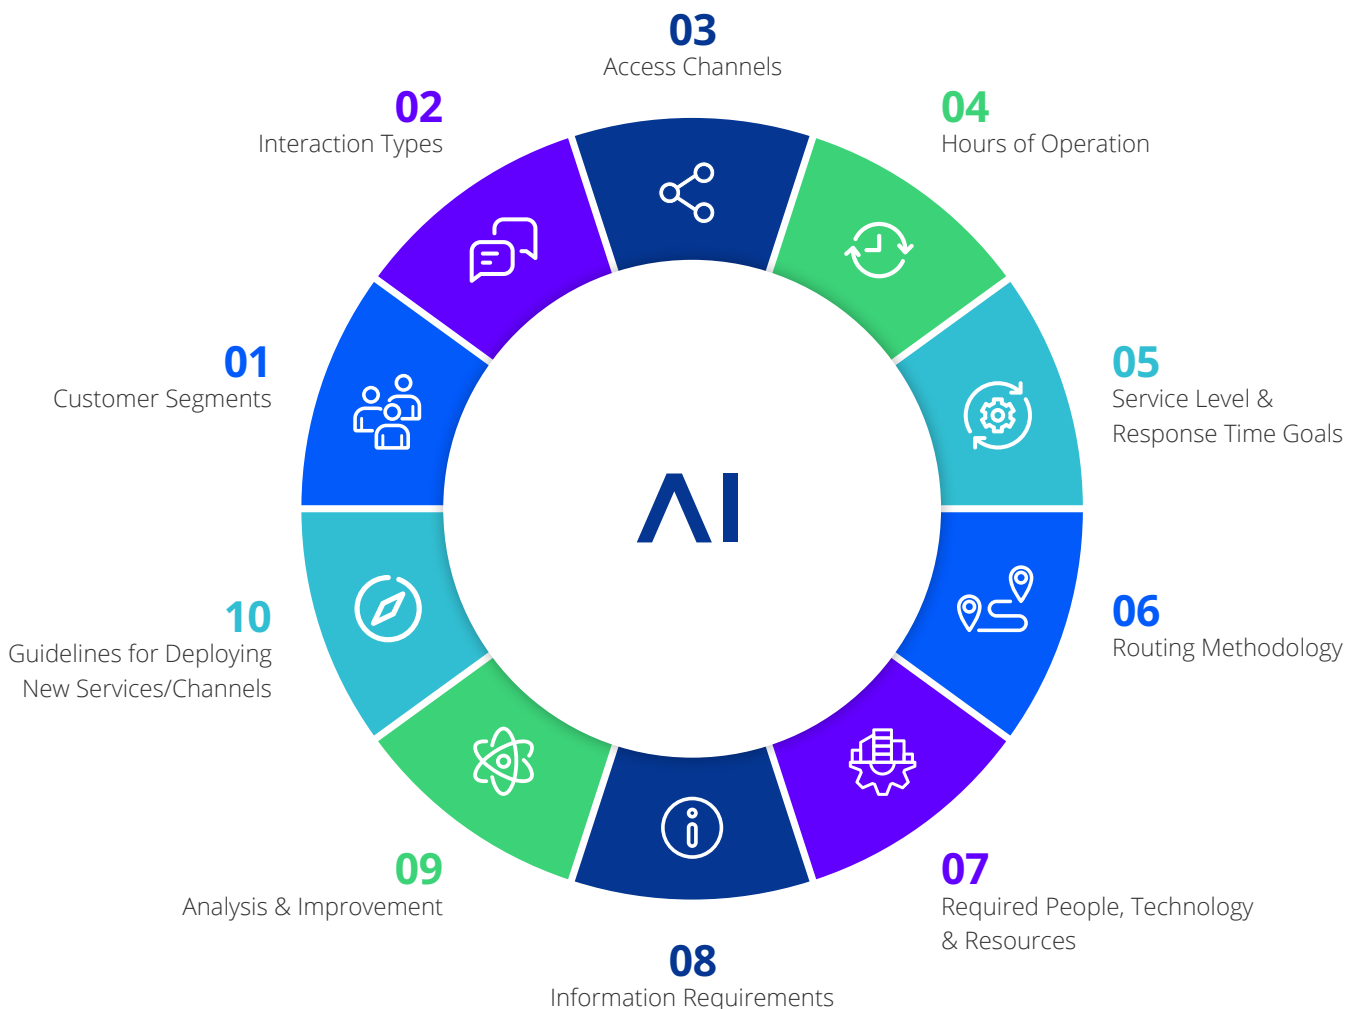 03
Access Channels
02
Interaction Types
04
Hours of Operation
01
Customer Segments
05
Service Level &
Response Time Goals
AI
10
Guidelines for Deploying
New Services/Channels
06
Routing Methodology
09
Analysis & Improvement
07
Required People, Technology
& Resources
08
Information Requirements